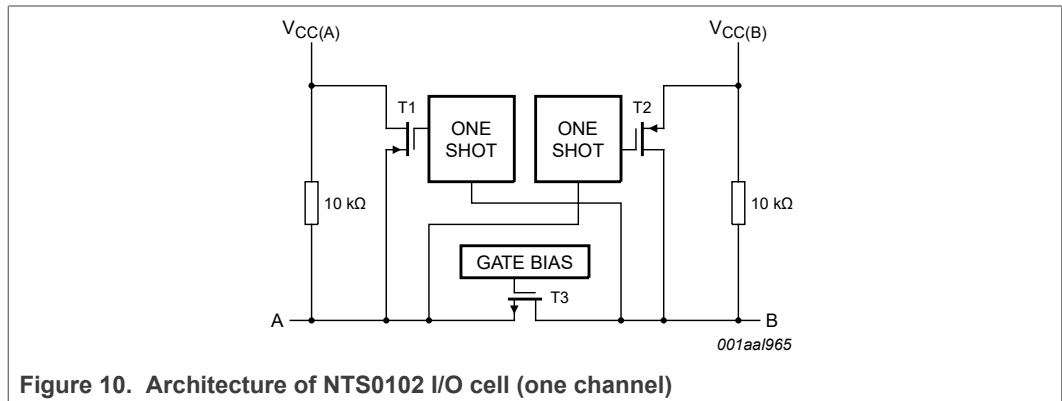 VCC(A)
VCC(B)
T1
ONE
SHOT
ONE
SHOT
T2
10 kΩ
10 kΩ
GATE BIAS
T3
A
B
001aal965
Figure 10. Architecture of NTS0102 I/O cell (one channel)